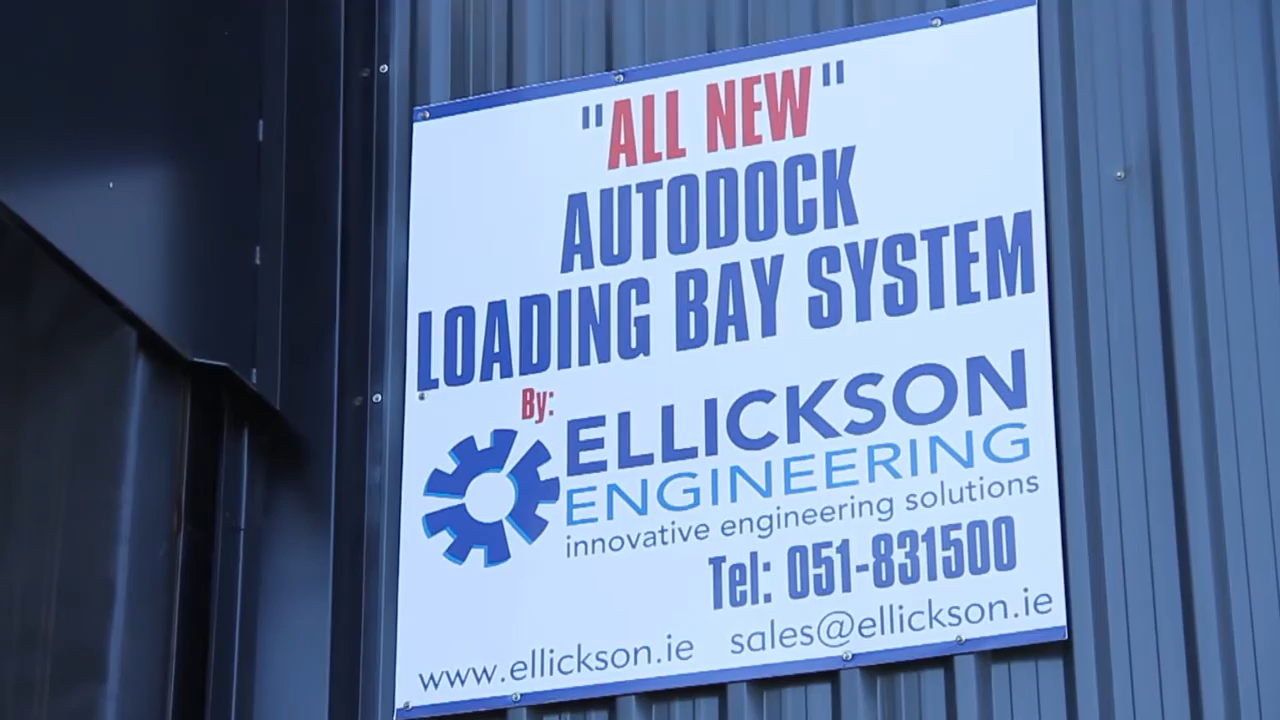 "ALL NEW"
AUTODOCK
LOADING BAY SYSTEM
By:
ELLICKSON
ENGINEERING
innovative engineering solutions
Tel: 051-831500
www.ellickson.ie sales@ellickson.ie